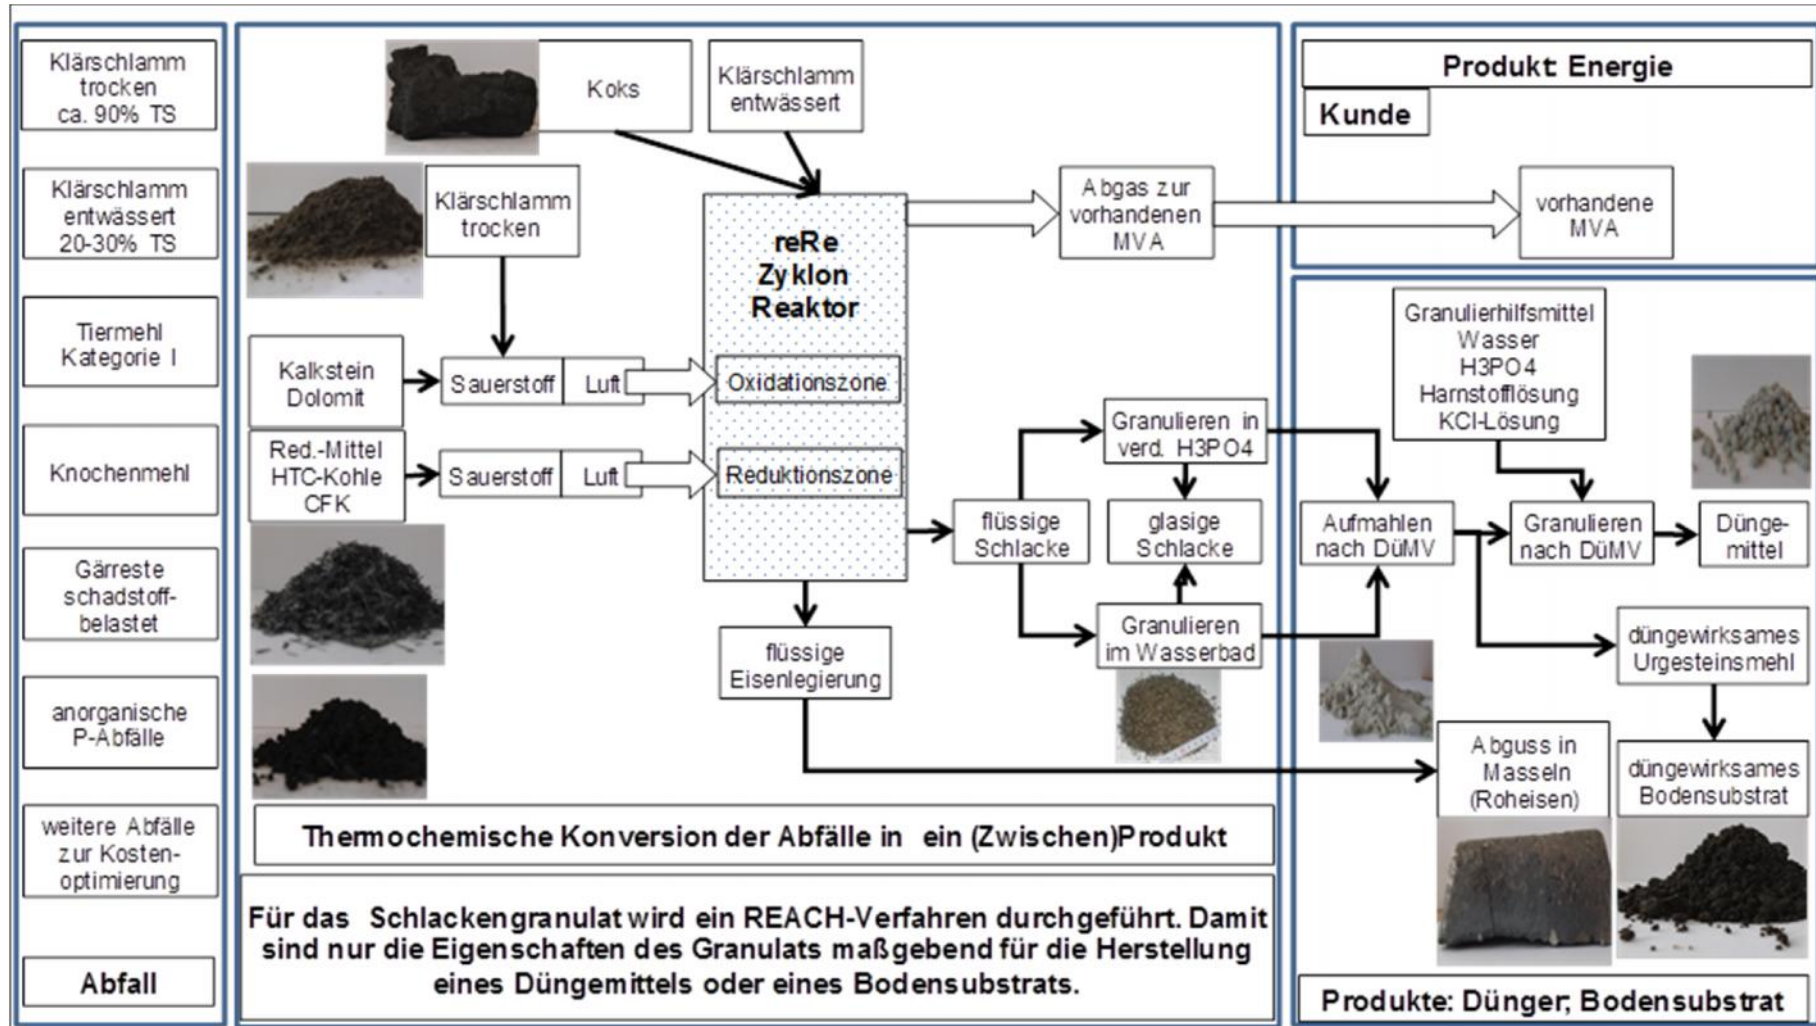 Klärschlamm
trocken
ca. 90% TS
Klärschlamm
entwässert
20-30% TS
Tiermehl
Kategorie I
Knochenmehl
Gärreste
schadstoff-
belastet
anorganische
P-Abfälle
weitere Abfälle
zur Kosten-
optimierung
Abfall
Koks
Klärschlamm
entwässert
Klärschlamm
trocken
reRe
Zyklon
Reaktor
Abgas zur
vorhandenen
MVA
Kalkstein
Dolomit
Sauerstoff
Luft
Oxidationszone
Red.-Mittel
HTC-Kohle
CFK
Sauerstoff
Luft
Reduktionszone
flüssige
Eisenlegierung
flüssige
Schlacke
Granulieren in
verd. H3PO4
glasige
Schlacke
Granulieren
im Wasserbad
Thermochemische Konversion der Abfälle in ein (Zwischen)Produkt
Für das Schlackengranulat wird ein REACH-Verfahren durchgeführt. Damit
sind nur die Eigenschaften des Granulats maßgebend für die Herstellung
eines Düngemittels oder eines Bodensubstrats.
Produkt: Energie
Kunde
vorhandene
MVA
Granulierhilfsmittel
Wasser
H3PO4
Harnstofflösung
KCl-Lösung
Aufmahlen
nach DüMV
Granulieren
nach DüMV
Dünge-
mittel
düngewirksames
Urgesteinsmehl
Abguss in
Masseln
(Roheisen)
düngewirksames
Bodensubstrat
Produkte: Dünger; Bodensubstrat